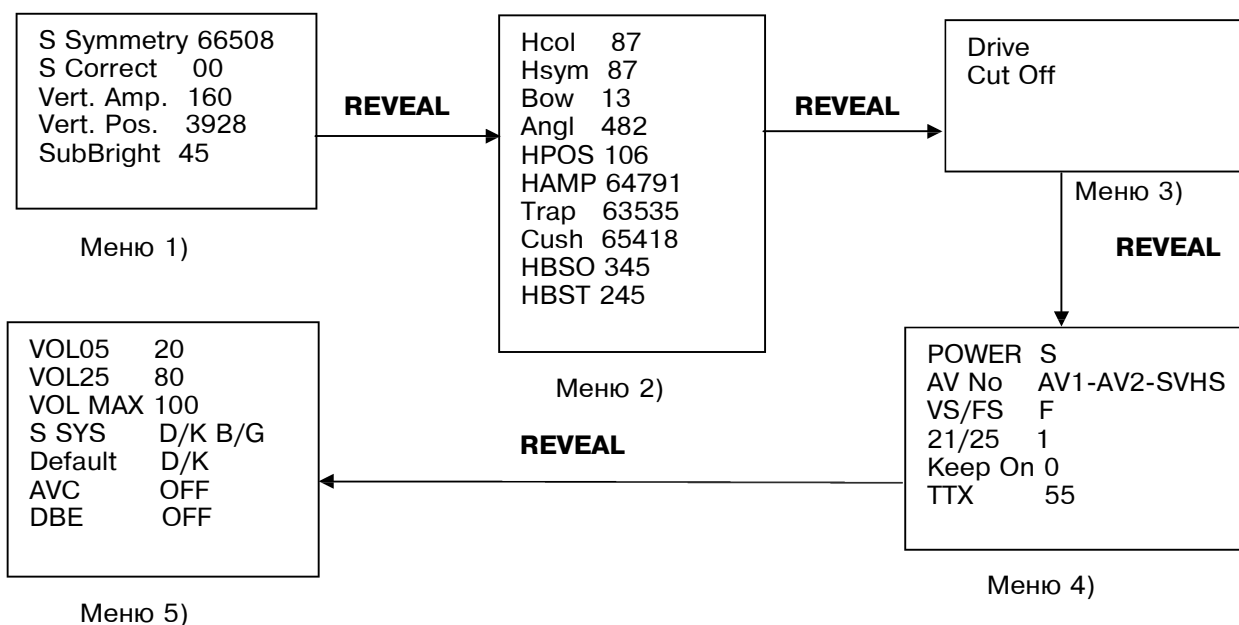 S Symmetry 66508
S Correct 00
Vert. Amp. 160
Vert. Pos. 3928
SubBright 45
Меню 1)
REVEAL
Hcol 87
Hsym 87
Bow 13
Angl 482
HPOS 106
HAMP 64791
Trap 63535
Cush 65418
HBSO 345
HBST 245
Меню 2)
REVEAL
Drive
Cut Off
Меню 3)
REVEAL
POWER S
AV No AV1-AV2-SVHS
VS/FS F
21/25 1
Keep On 0
TTX 55
Меню 4)
REVEAL
VOL05 20
VOL25 80
VOL MAX 100
S SYS D/K B/G
Default D/K
AVC OFF
DBE OFF
Меню 5)